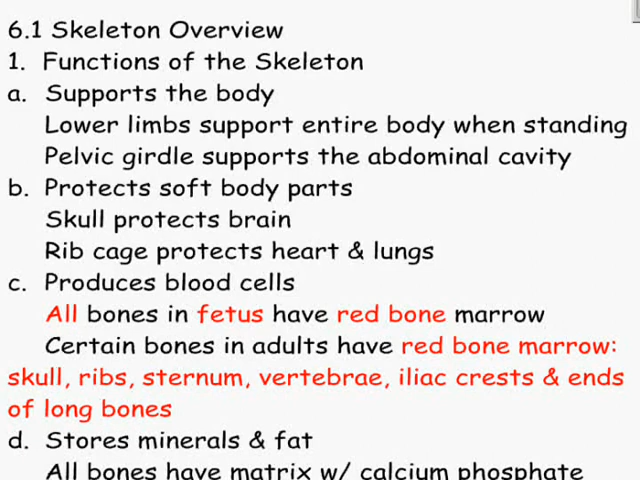 6.1 Skeleton Overview
1. Functions of the Skeleton
a. Supports the body
Lower limbs support entire body when standing
Pelvic girdle supports the abdominal cavity
b. Protects soft body parts
Skull protects brain
Rib cage protects heart & lungs
c. Produces blood cells
All bones in fetus have red bone marrow
Certain bones in adults have red bone marrow:
skull, ribs, sternum, vertebrae, iliac crests & ends
of long bones
d. Stores minerals & fat
All bones have matrix w/ calcium phosphate